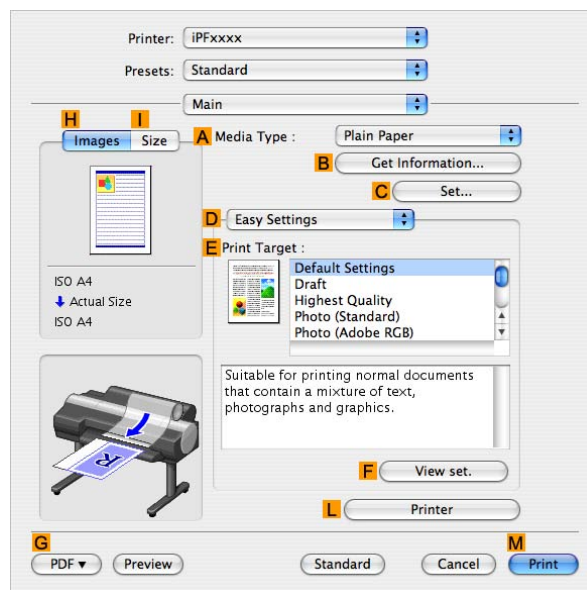 Printer: iPFxxxx
Presets: Standard
Main
H I
Images Size
A Media Type : Plain Paper
B Get Information...
C Set...
D Easy Settings
E Print Target :
Default Settings
Draft
Highest Quality
Photo (Standard)
Photo (Adobe RGB)
ISO A4
Actual Size
ISO A4
Suitable for printing normal documents
that contain a mixture of text,
photographs and graphics.
F View set.
L Printer
G M
PDF Preview Standard Cancel Print